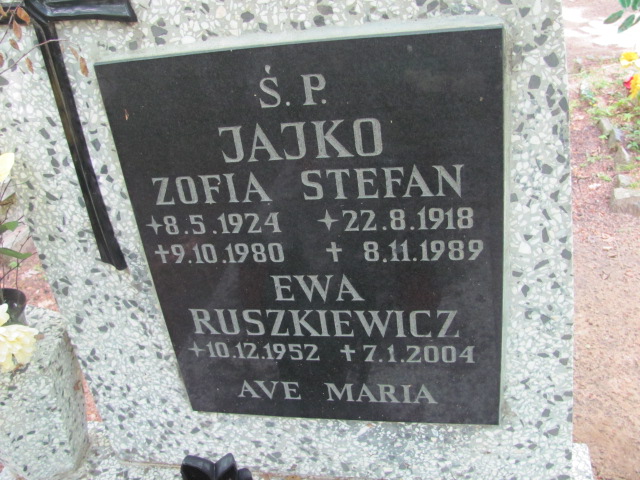 Ś. P.
JAJKO
ZOFIA STEFAN
✦8.5.1924 ✦22.8.1918
✝9.10.1980 ✝ 8.11.1989
EWA
RUSZKIEWICZ
✦10.12.1952 ✝7.1.2004
AVE MARIA